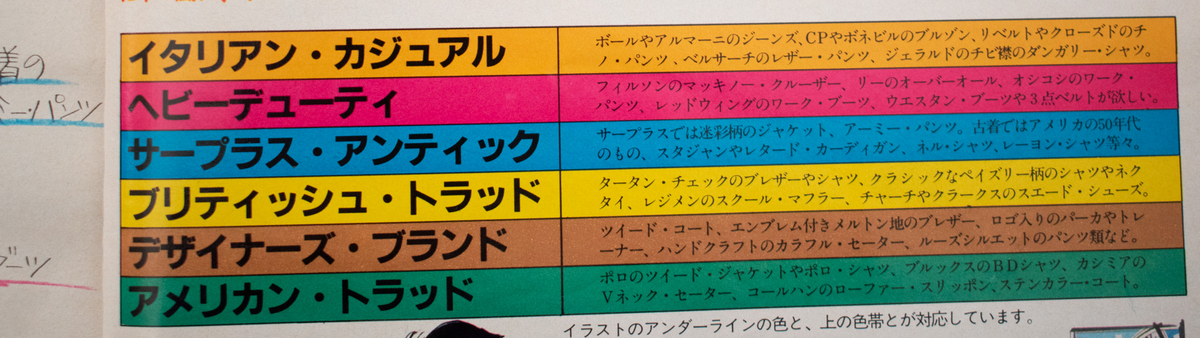 着の
ミー・パンツ
ブーツ
イタリアン・カジュアル
ボールやアルマーニのジーンズ、CPやボネビルのブルゾン、リベルトやクローズドのチ
ノ・パンツ、ベルサーチのレザー・パンツ、ジェラルドのチビ襟のダンガリー・シャツ。
ヘビーデューティ
フィルソンのマッキノー・クルーザー、リーのオーバーオール、オシコシのワーク・
パンツ、レッドウィングのワーク・ブーツ、ウエスタン・ブーツや3点ベルトが欲しい。
サープラス・アンティック
サープラスでは迷彩柄のジャケット、アーミー・パンツ。古着ではアメリカの50年代
のもの、スタジャンやレタード・カーディガン、ネル・シャツ、レーヨン・シャツ等々。
ブリティッシュ・トラッド
タータン・チェックのブレザーやシャツ、クラシックなペイズリー柄のシャツやネク
タイ、レジメンのスクール・マフラー、チャーチやクラークスのスエード・シューズ。
デザイナーズ・ブランド
ツイード・コート、エンブレム付きメルトン地のブレザー、ロゴ入りのパーカやトレ
ーナー、ハンドクラフトのカラフル・セーター、ルーズシルエットのパンツ類など。
アメリカン・トラッド
ポロのツイード・ジャケットやポロ・シャツ、ブルックスのBDシャツ、カシミアの
Vネック・セーター、コールハンのローファー・スリッポン、ステンカラー・コート。
イラストのアンダーラインの色と、上の色帯とが対応しています。